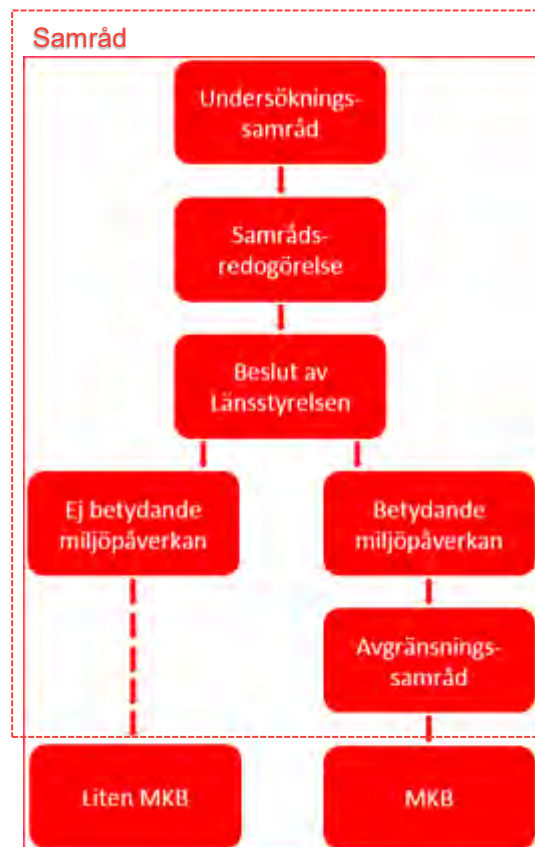 Samråd
Undersöknings-
samråd
Samråds-
redogörelse
Beslut av
Länsstyrelsen
Ej betydande
miljöpåverkan
Betydande
miljöpåverkan
Avgränsnings-
samråd
Liten MKB
MKB